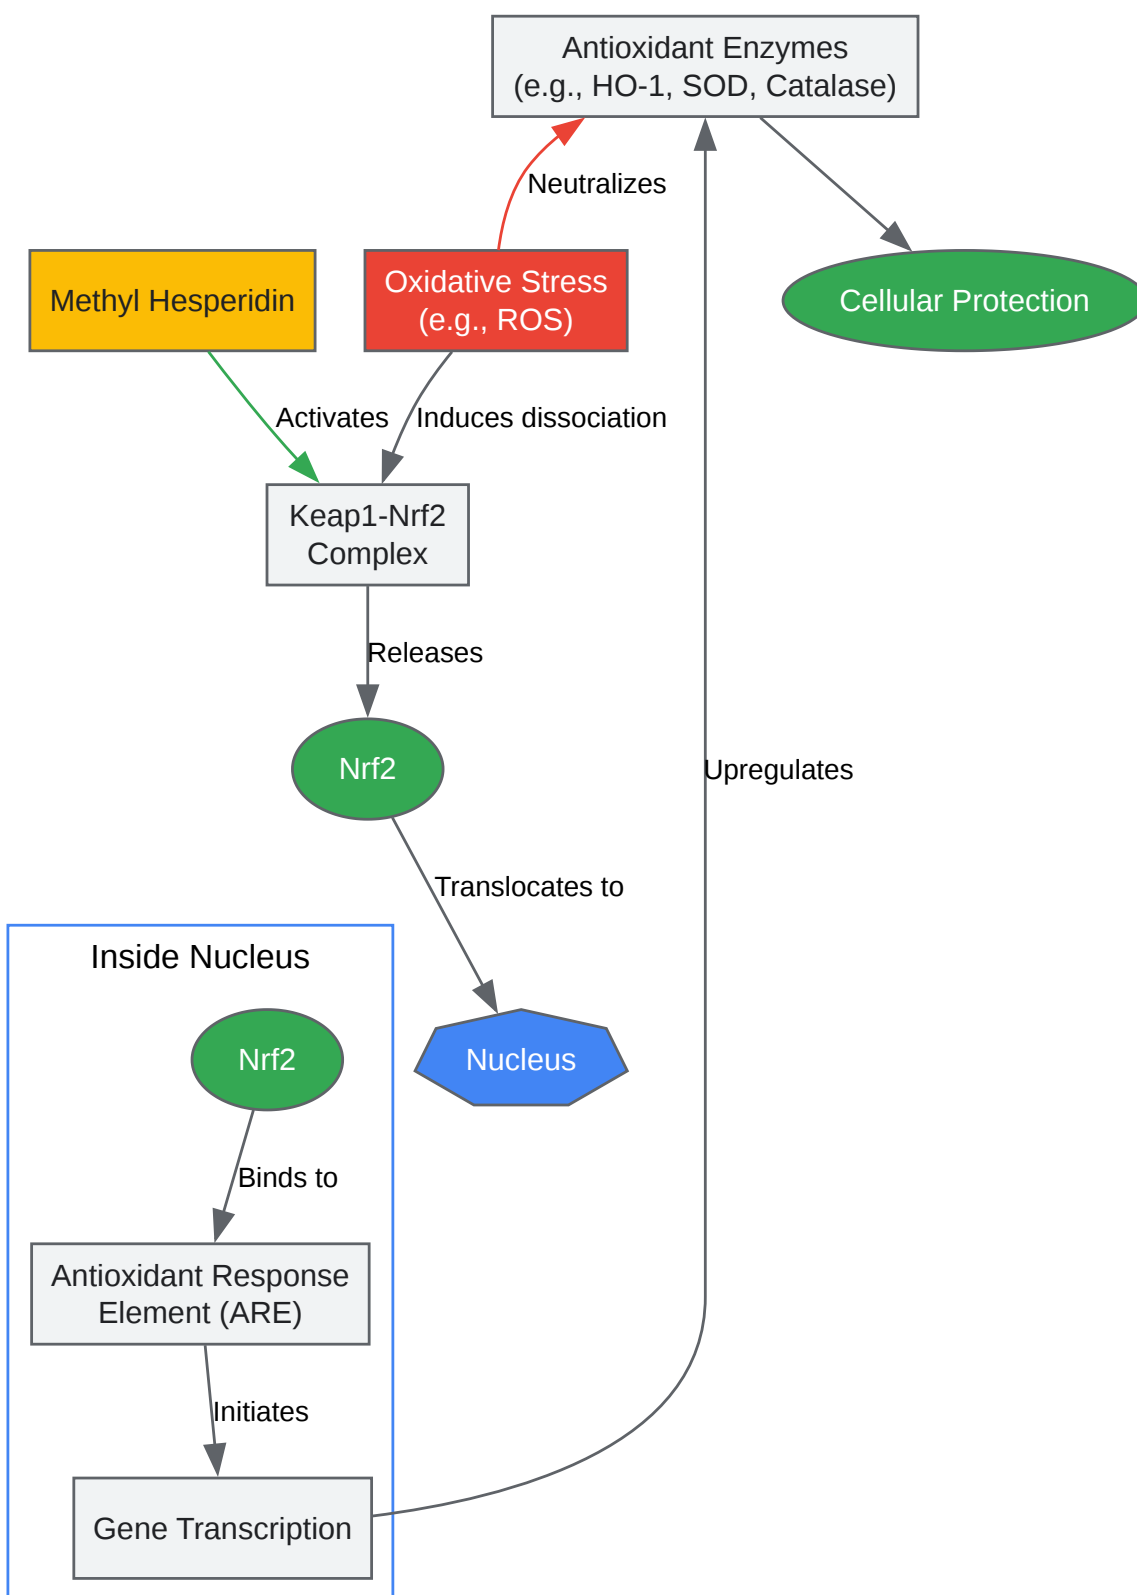 Antioxidant Enzymes
(e.g., HO-1, SOD, Catalase)
Neutralizes
Methyl Hesperidin
Oxidative Stress
(e.g., ROS)
Cellular Protection
Activates
Induces dissociation
Keap1-Nrf2
Complex
Releases
Nrf2
Upregulates
Translocates to
Inside Nucleus
Nrf2
Nucleus
Binds to
Antioxidant Response
Element (ARE)
Initiates
Gene Transcription